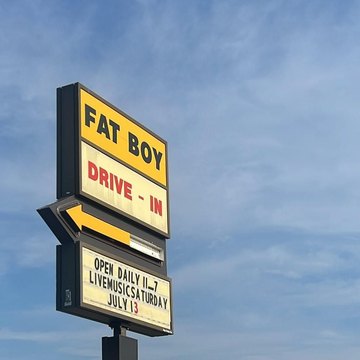 FAT BOY
DRIVE - IN
OPEN DAILY 11-7
LIVEMUSICSATURDAY
JULY 13